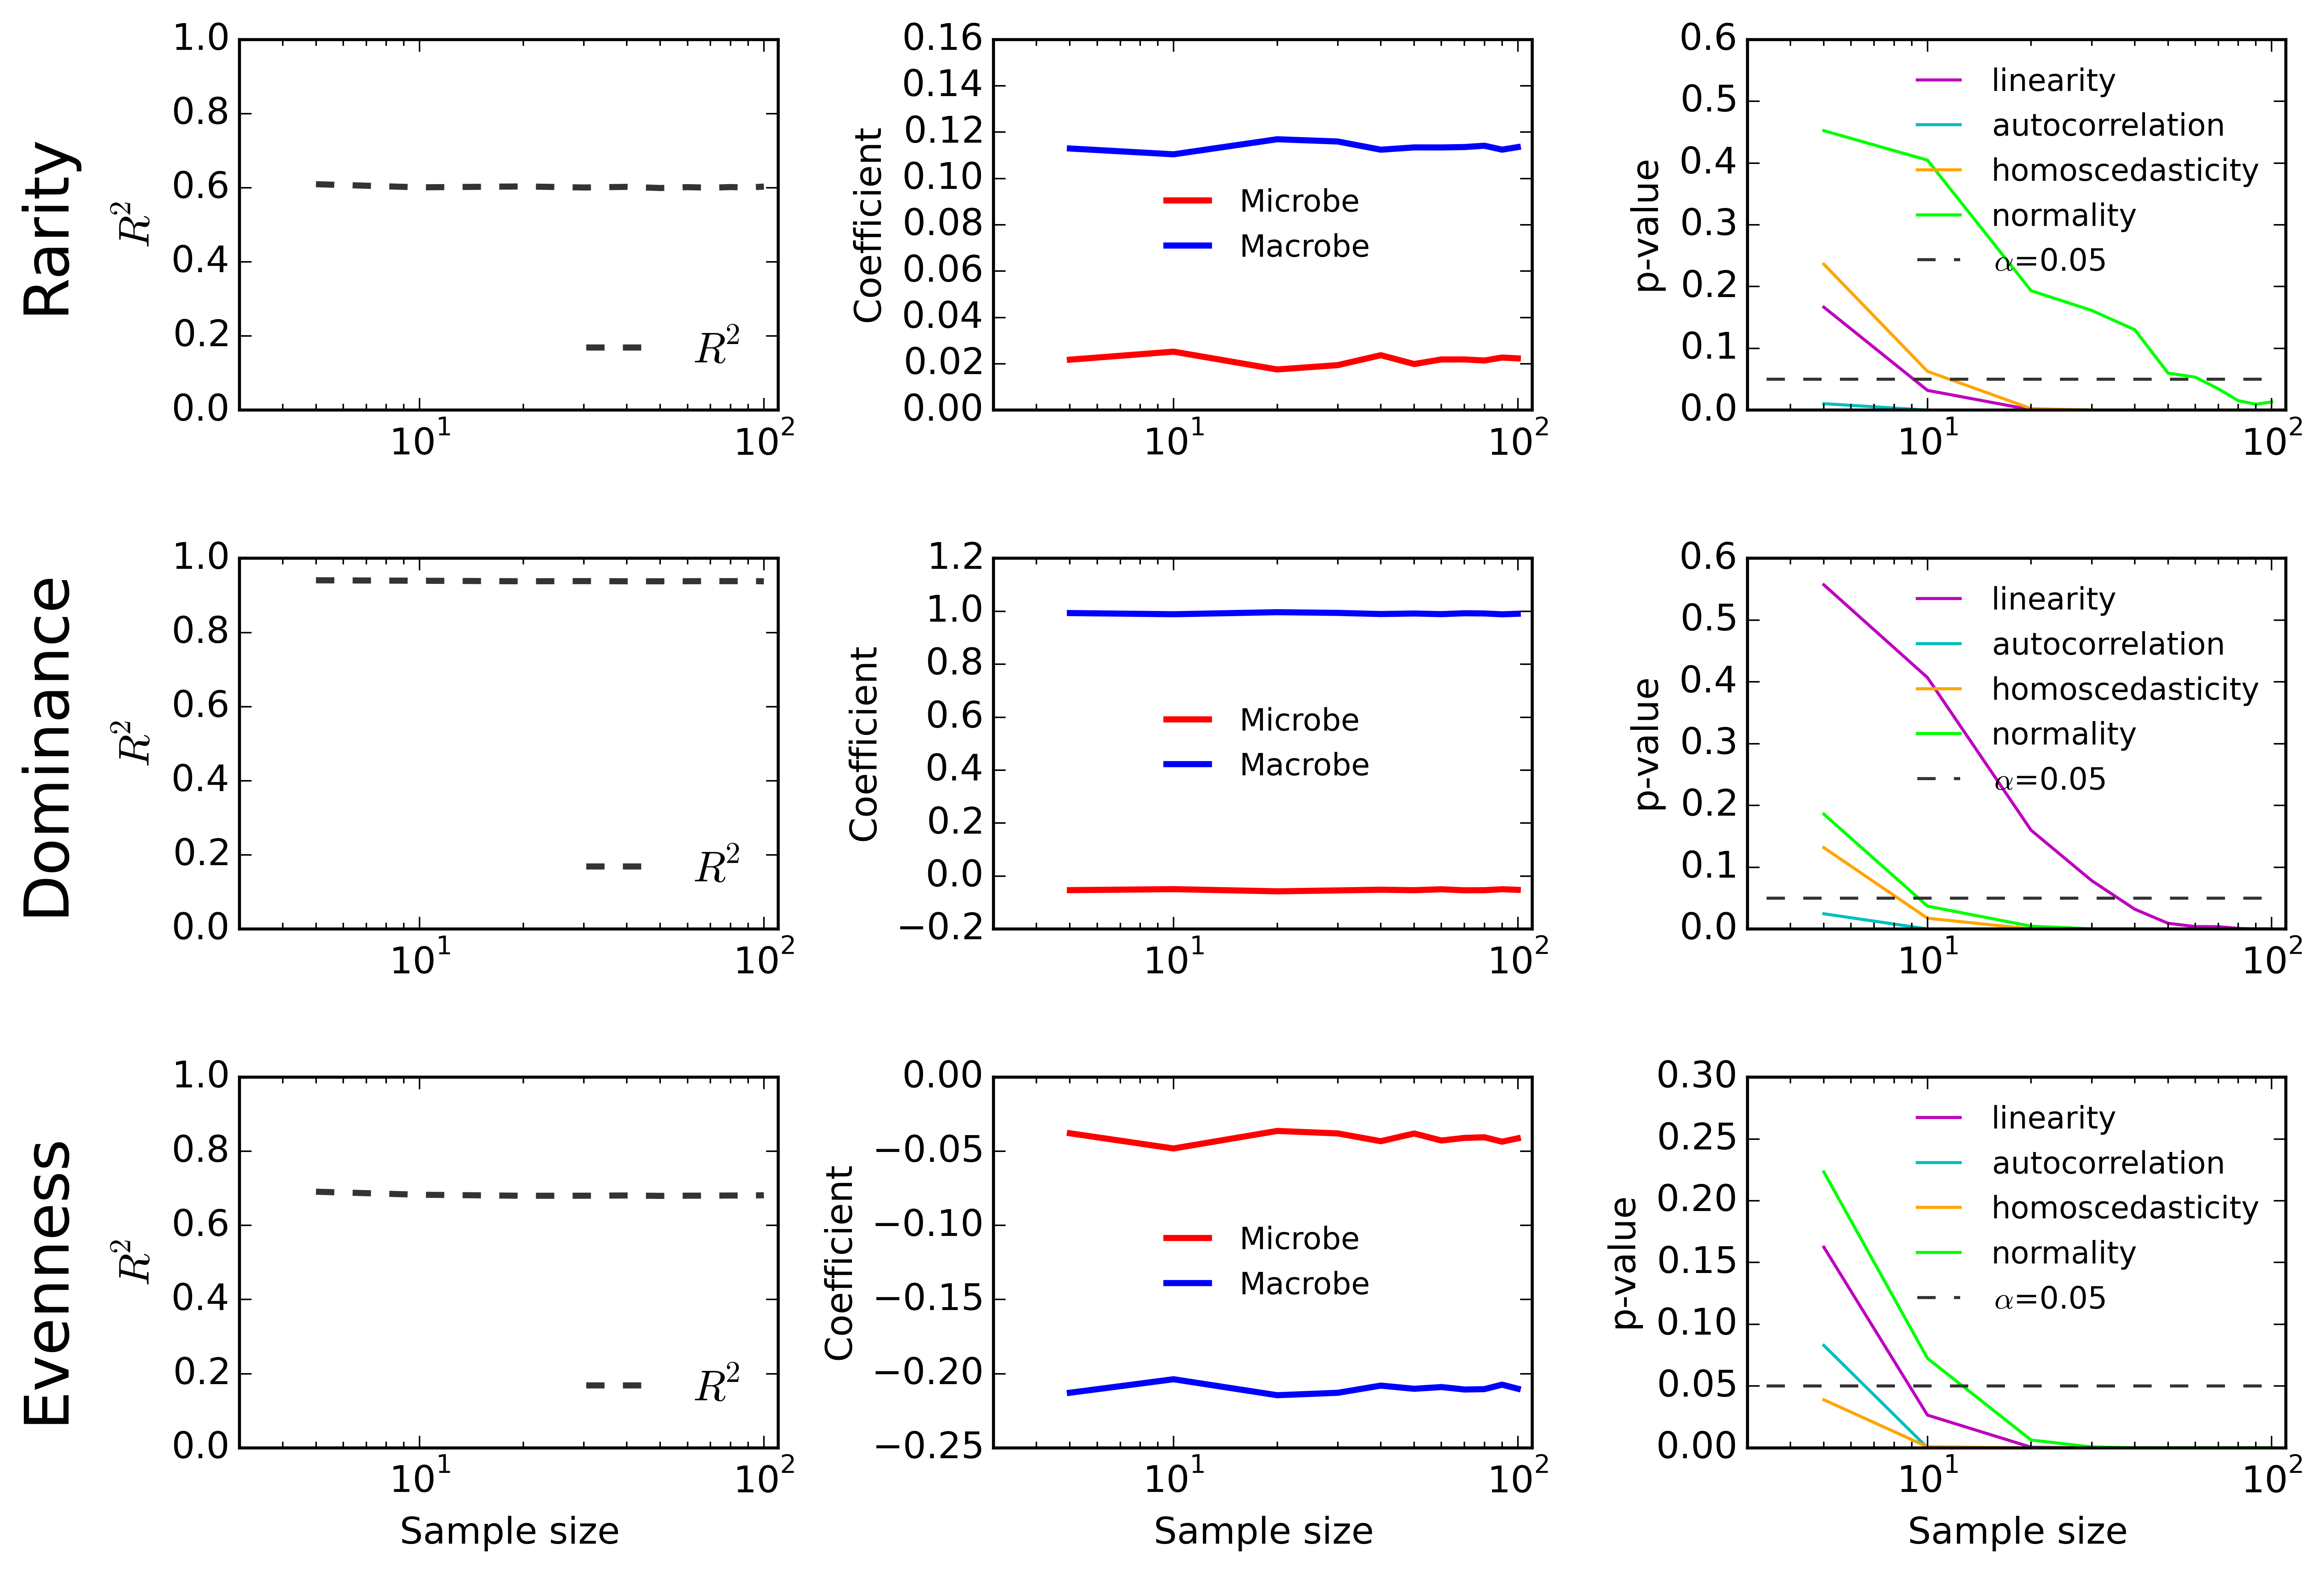 Rarity
R²
1.0
0.8
0.6
0.4
0.2
0.0
10¹ 10²
R²
Coefficient
0.16
0.14
0.12
0.10
0.08
0.06
0.04
0.02
0.00
10¹ 10²
Microbe
Macrobe
p-value
0.6
0.5
0.4
0.3
0.2
0.1
0.0
10¹ 10²
linearity
autocorrelation
homoscedasticity
normality
α=0.05
Dominance
R²
1.0
0.8
0.6
0.4
0.2
0.0
10¹ 10²
R²
Coefficient
1.2
1.0
0.8
0.6
0.4
0.2
0.0
−0.2
10¹ 10²
Microbe
Macrobe
p-value
0.6
0.5
0.4
0.3
0.2
0.1
0.0
10¹ 10²
linearity
autocorrelation
homoscedasticity
normality
α=0.05
Evenness
R²
1.0
0.8
0.6
0.4
0.2
0.0
10¹ 10²
R²
Sample size
Coefficient
0.00
−0.05
−0.10
−0.15
−0.20
−0.25
10¹ 10²
Microbe
Macrobe
Sample size
p-value
0.30
0.25
0.20
0.15
0.10
0.05
0.00
10¹ 10²
linearity
autocorrelation
homoscedasticity
normality
α=0.05
Sample size